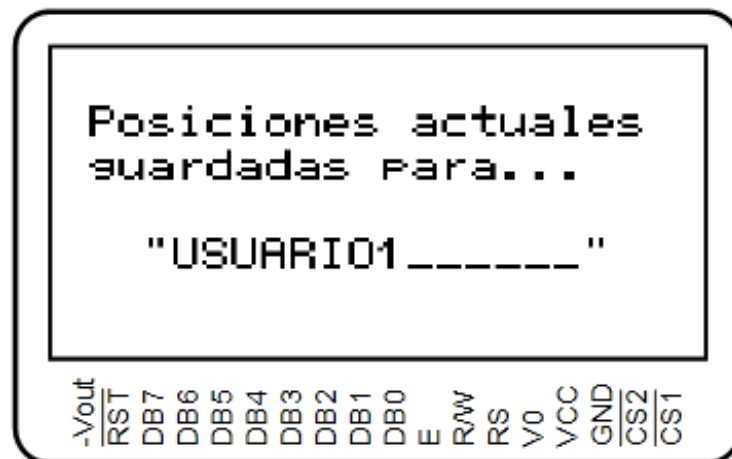 Posiciones actuales
guardadas para...
"USUARIO1______"
-Vout
RST
DB7
DB6
DB5
DB4
DB3
DB2
DB1
DB0
E
R/W
RS
V0
VCC
GND
CS2
CS1